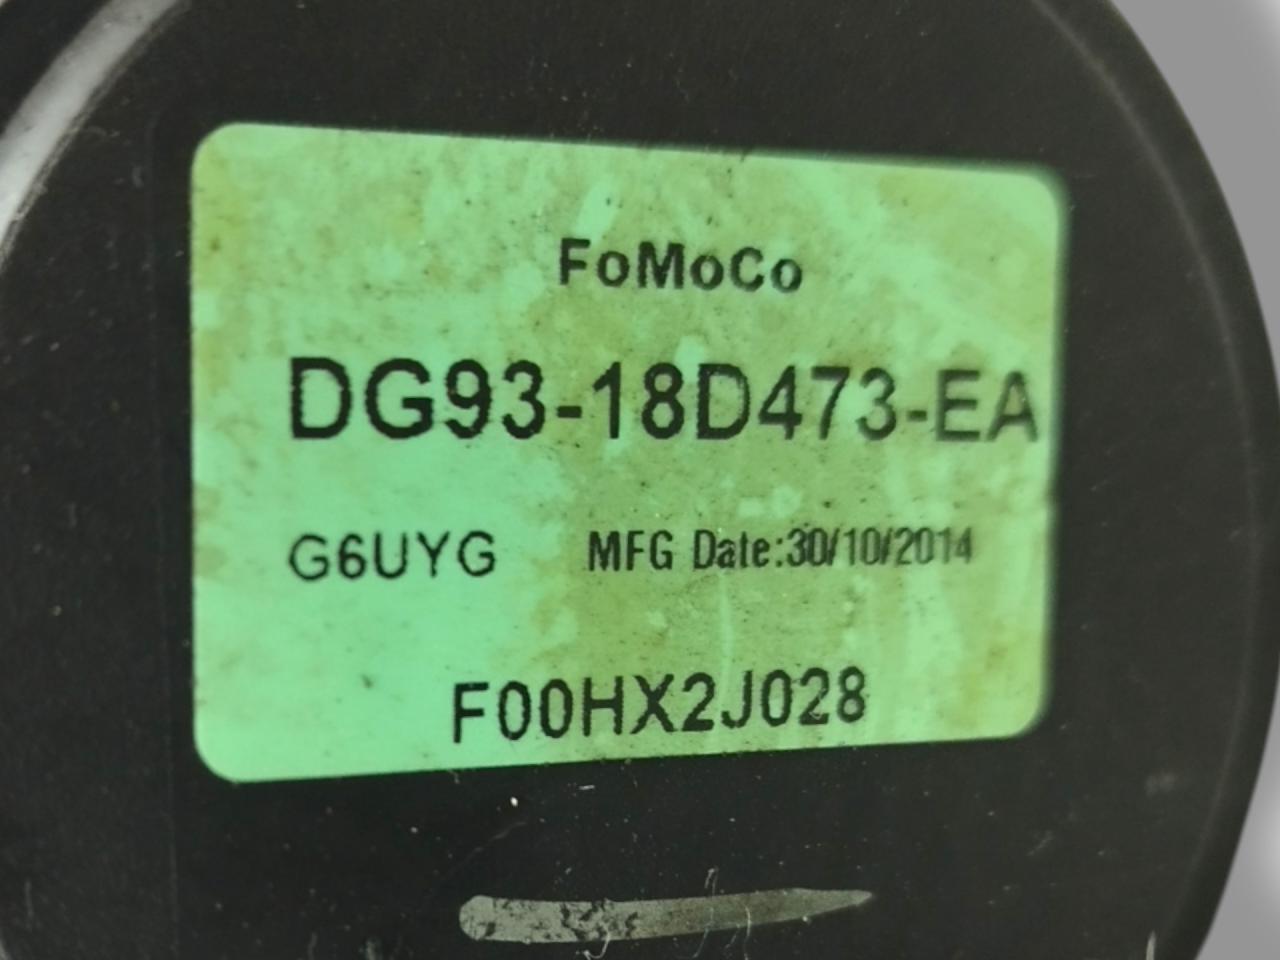 FoMoCo
DG93-18D473-EA
G6UYG MFG Date:30/10/2014
F00HX2J028